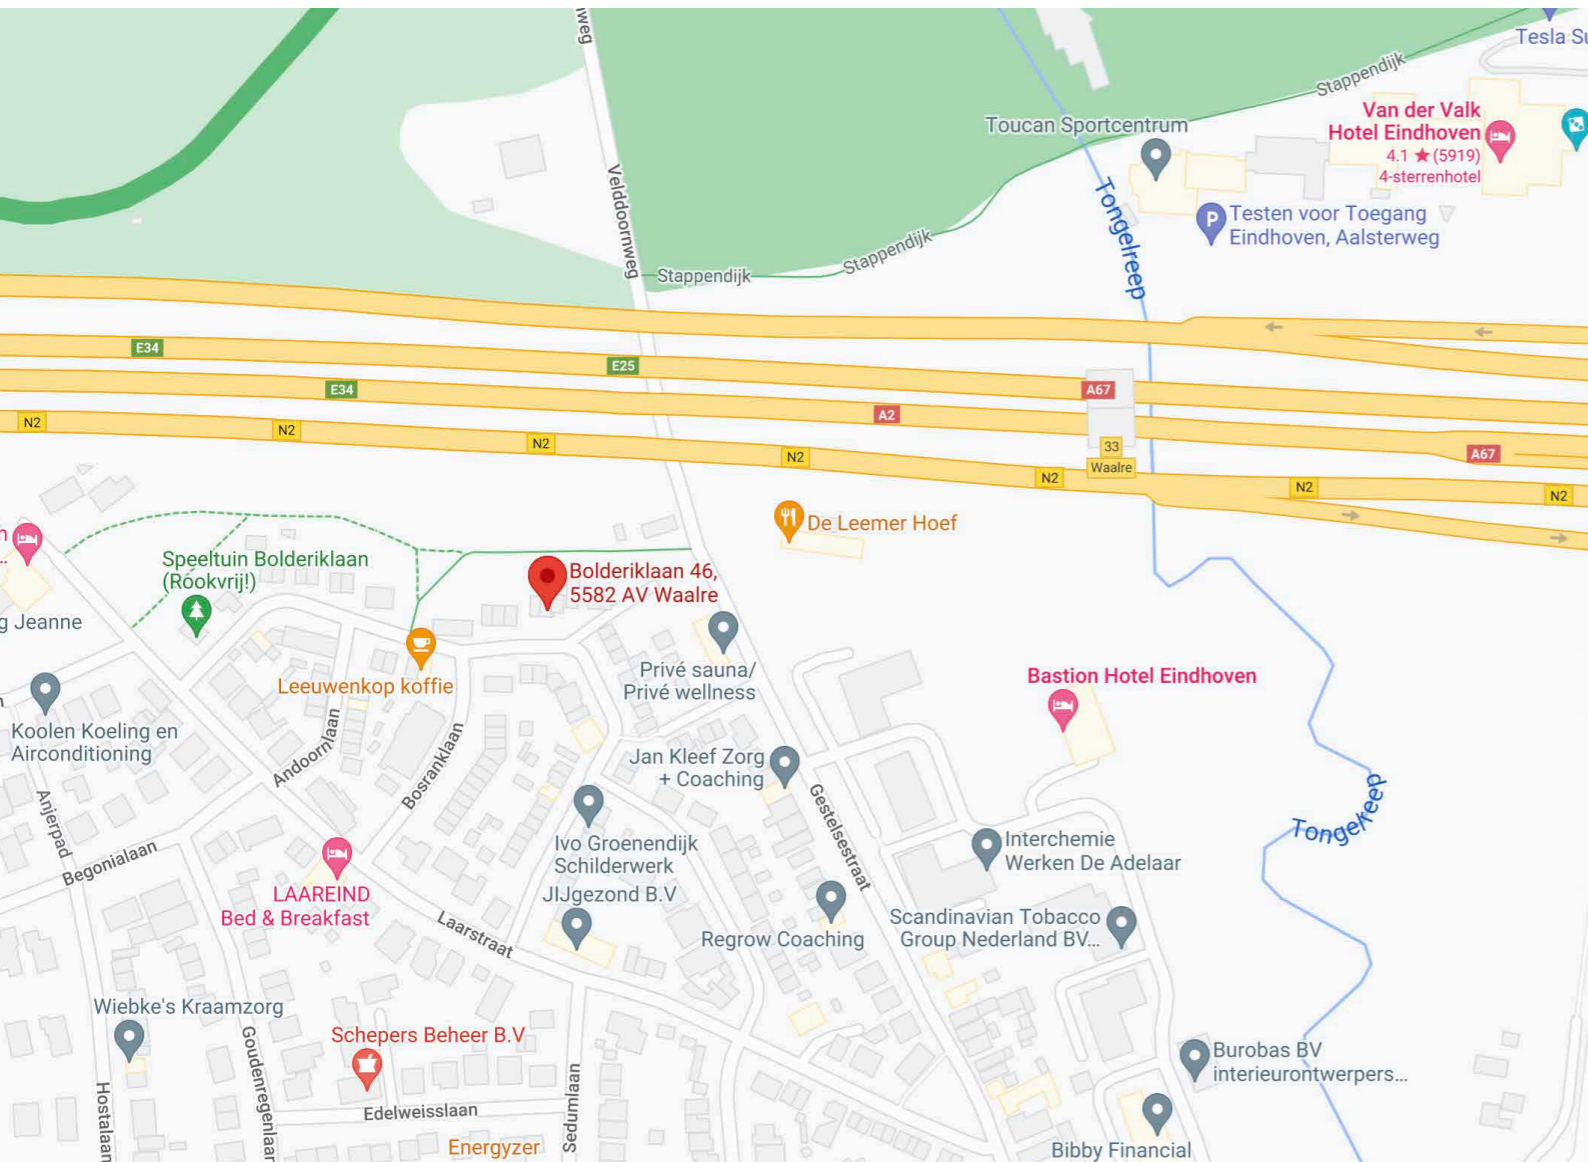 Tesla Su
Stappendijk
Van der Valk
Hotel Eindhoven
4.1 ★ (5919)
4-sterrenhotel
Toucan Sportcentrum
Testen voor Toegang
Eindhoven, Aalsterweg
Tongelreep
Velddoornweg
Stappendijk
Stappendijk
E34
E25
E34
A67
A2
N2
N2
N2
N2
33
Waalre
N2
A67
N2
N2
De Leemer Hoef
Speeltuin Bolderiklaan
(Rookvrij!)
Bolderiklaan 46,
5582 AV Waalre
g Jeanne
Leeuwenkop koffie
Privé sauna/
Privé wellness
Bastion Hotel Eindhoven
Koolen Koeling en
Airconditioning
Andoornlaan
Bosranklaan
Jan Kleef Zorg
+ Coaching
Gestelsestraat
Tongelreep
Anjerpad
Begonialaan
Ivo Groenendijk
Schilderwerk
JIJgezond B.V
Interchemie
Werken De Adelaar
LAAREIND
Bed & Breakfast
Laarstraat
Regrow Coaching
Scandinavian Tobacco
Group Nederland BV...
Wiebke's Kraamzorg
Schepers Beheer B.V
Goudenregenlaan
Hostalaan
Edelweisslaan
Sedumlaan
Energyzer
Burobas BV
interieurontwerpers...
Bibby Financial